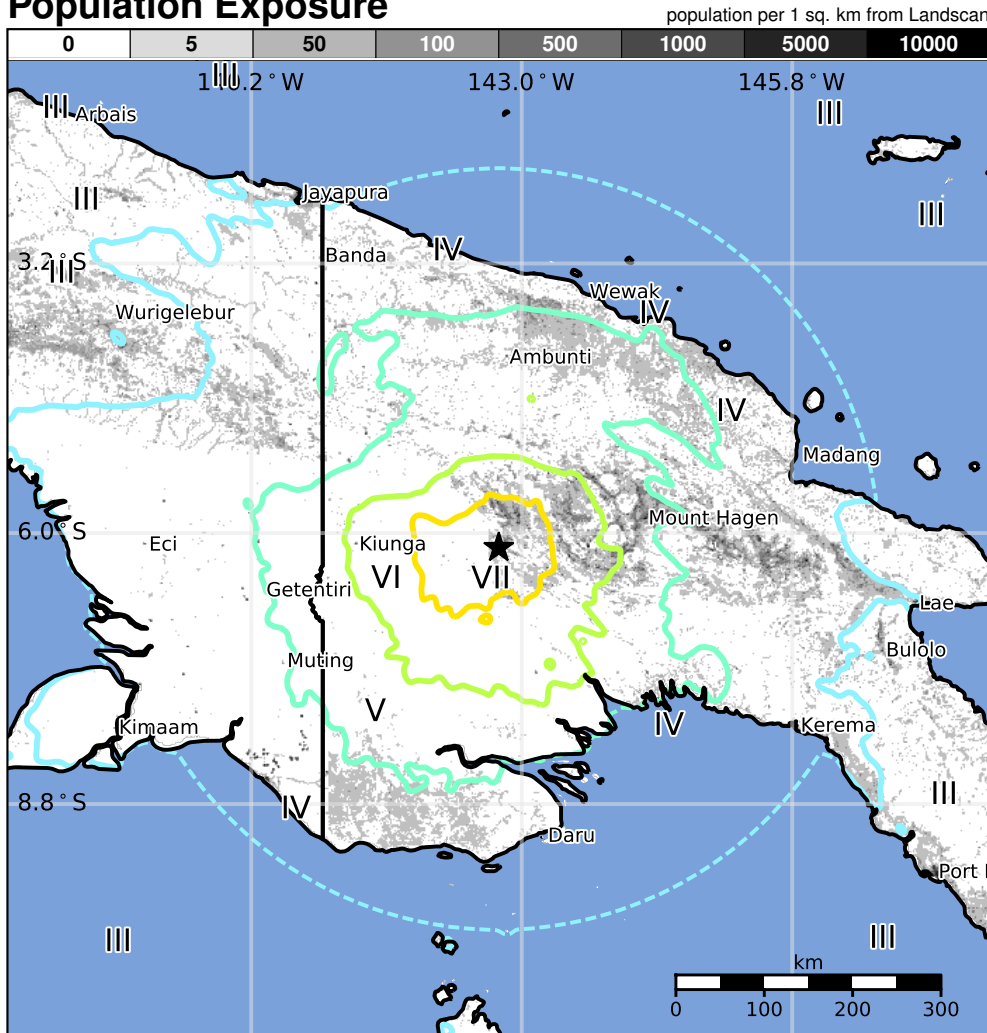 Population Exposure
population per 1 sq. km from Landscan
0 5 50 100 500 1000 5000 10000
III
143.0°W 145.8°W
III Arbais III
III Jayapura III
Banda IV
3.2°S
III
Wewak
Wurigelebur IV
Ambunti
IV
Madang
Mount Hagen
6.0°S Eci Kiunga
VI VII
Getentiri Lae
Muting Bulolo
V
Kimaam IV Kerema
III
8.8°S IV
Daru
Port
III III
km
0 100 200 300